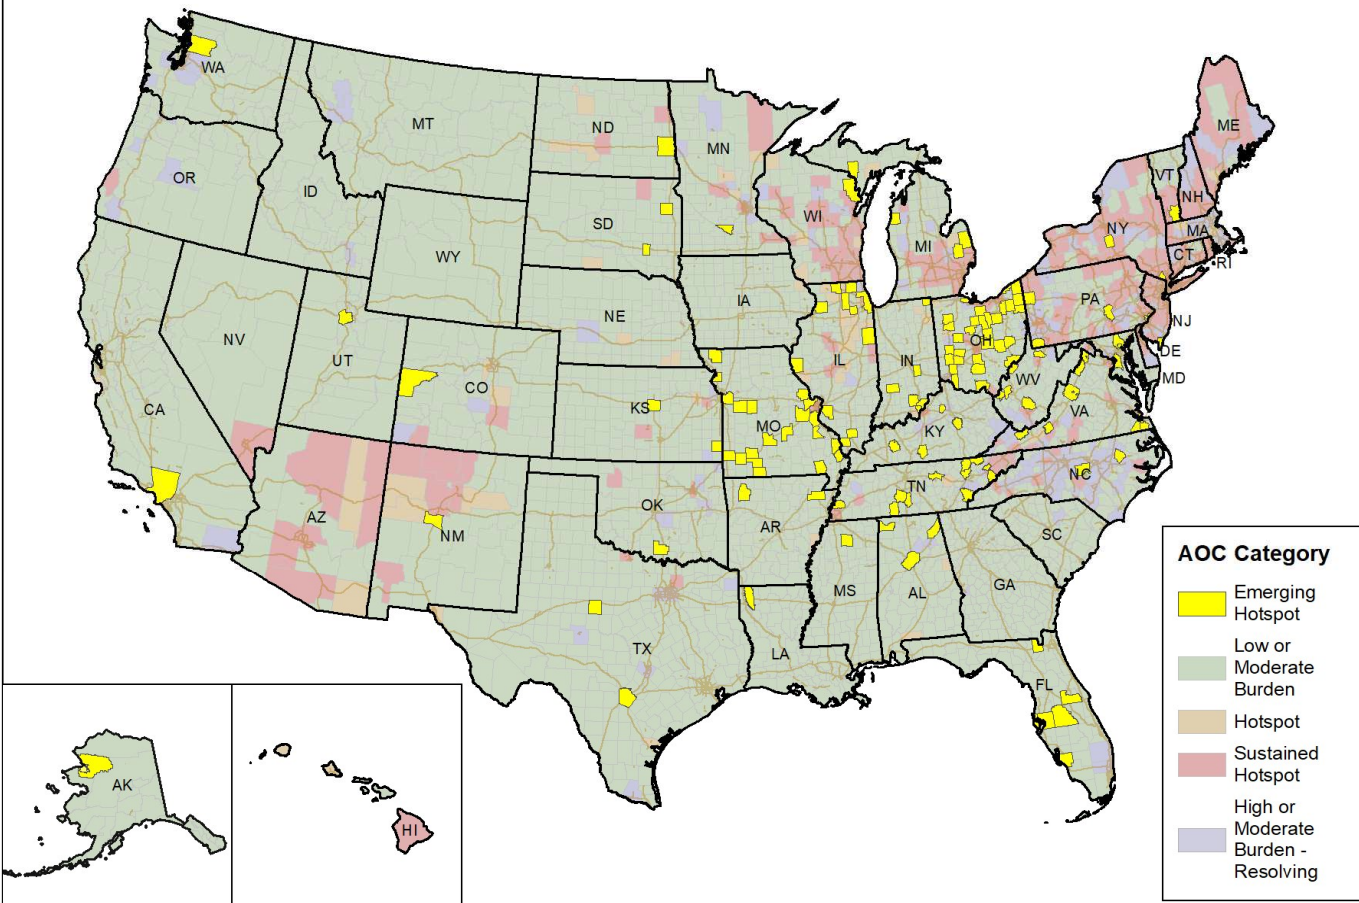 WA
MT
ND
MN
ME
OR
ID
SD
WI
VT
NH
WY
MI
NY
MA
CT
RI
NV
UT
CO
NE
IA
PA
NJ
CA
KS
MO
IL
IN
OH
DE
WV
MD
VA
KY
AZ
NM
OK
AR
TN
NC
SC
MS
AL
GA
TX
LA
FL
AK
HI
AOC Category
Emerging
Hotspot
Low or
Moderate
Burden
Hotspot
Sustained
Hotspot
High or
Moderate
Burden -
Resolving